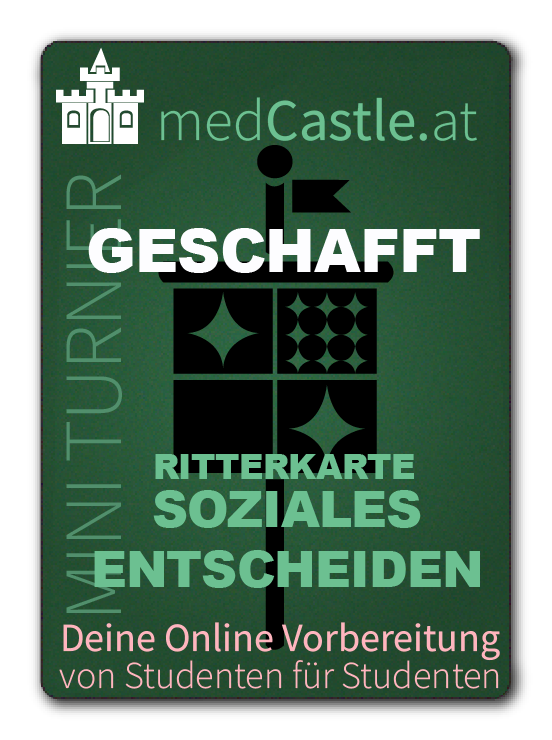 medCastle.at
MINI TURNIER
GESCHAFFT
RITTERKARTE
SOZIALES
ENTSCHEIDEN
Deine Online Vorbereitung
von Studenten für Studenten